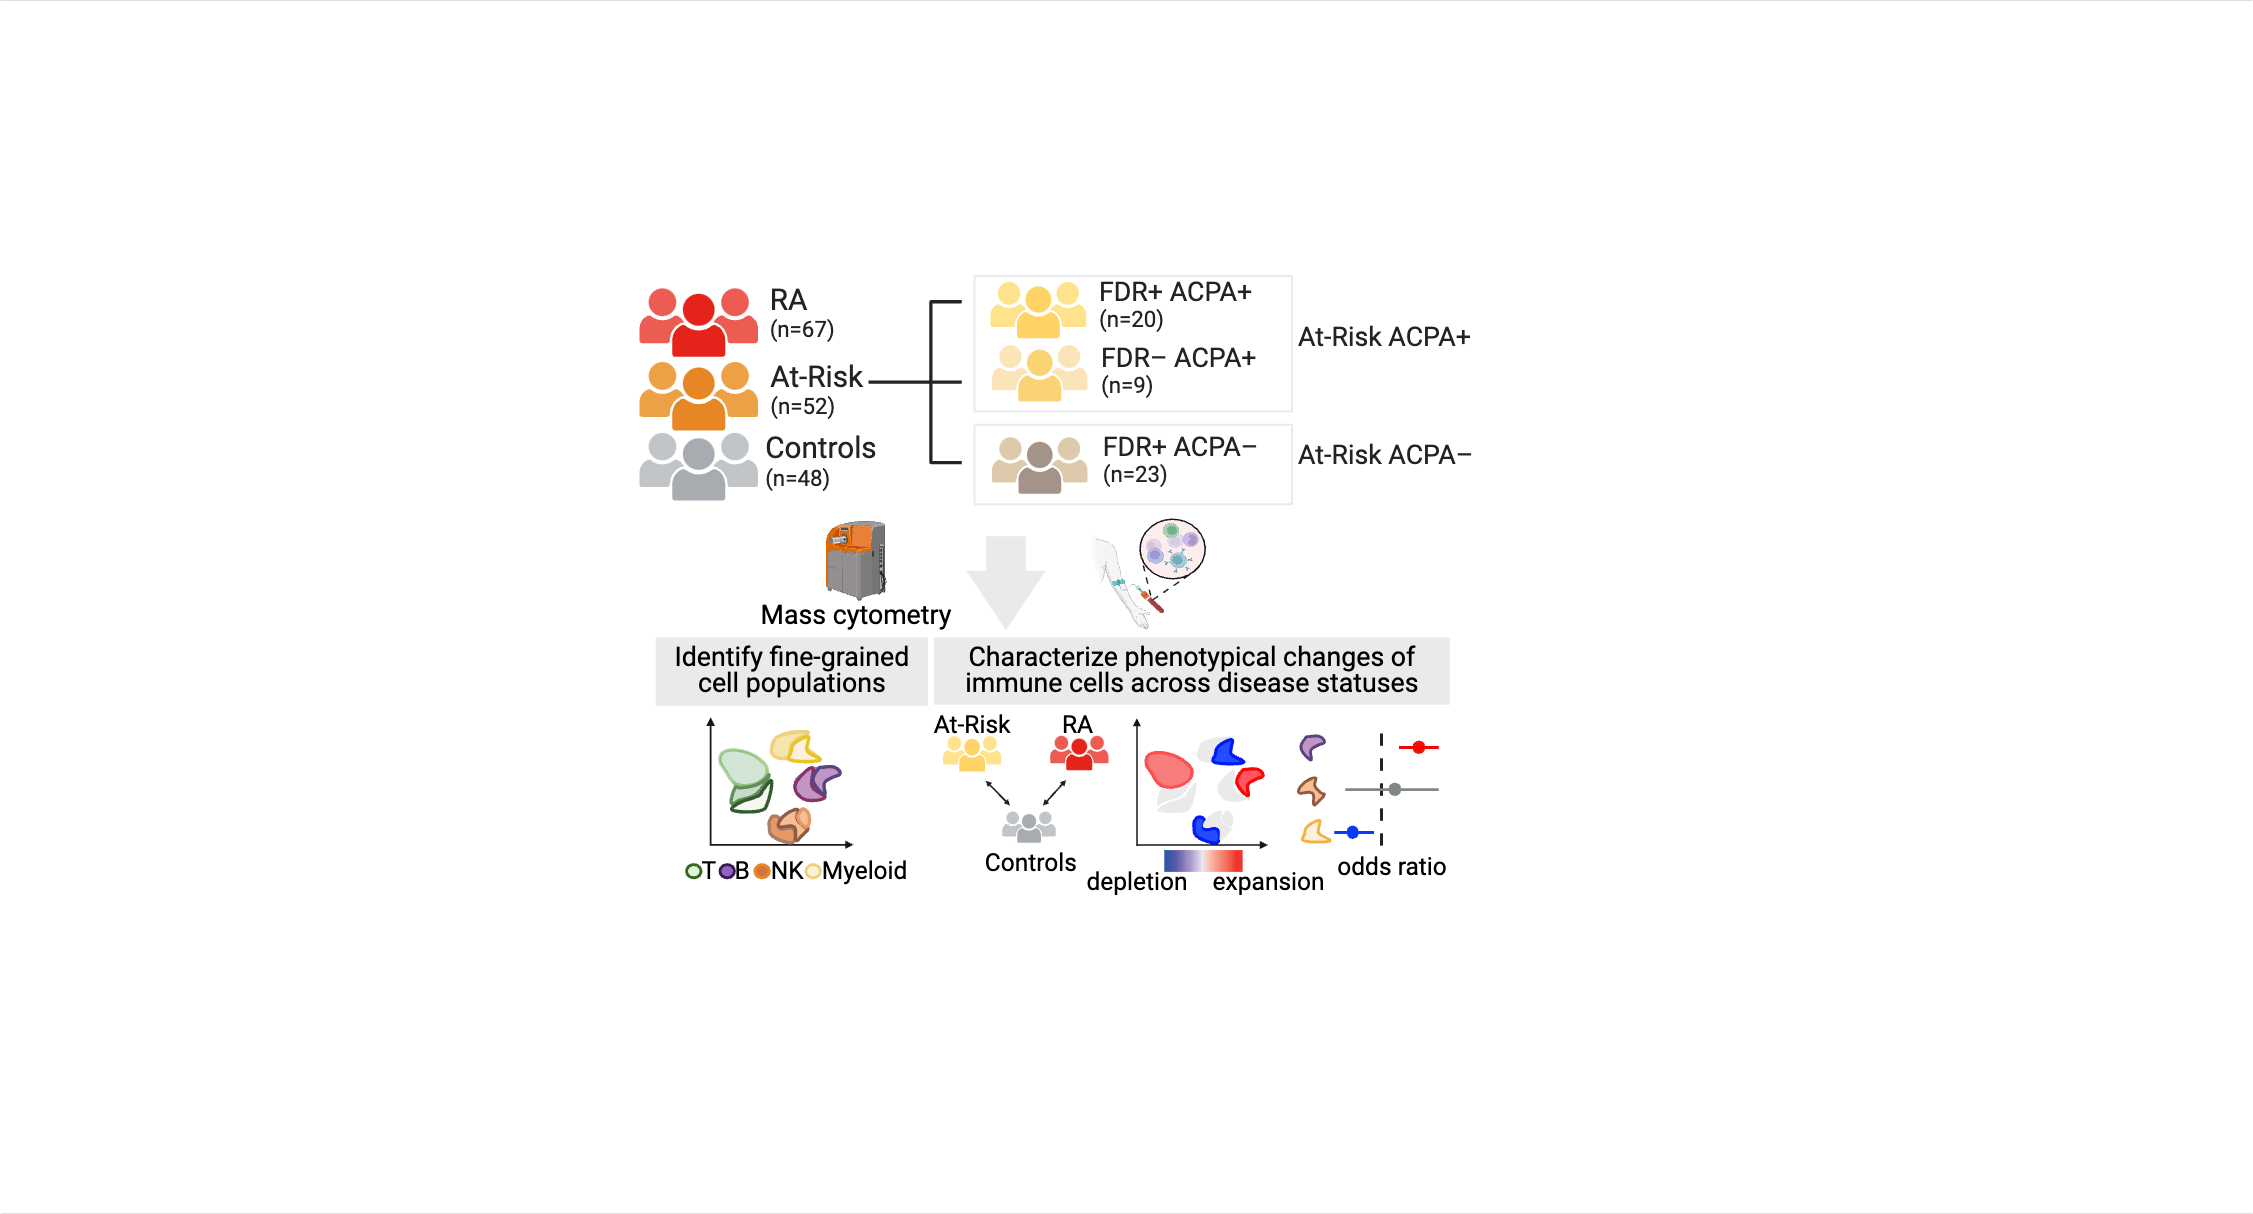 RA
(n=67)
At-Risk
(n=52)
Controls
(n=48)
FDR+ ACPA+
(n=20)
FDR− ACPA+
(n=9)
At-Risk ACPA+
FDR+ ACPA−
(n=23)
At-Risk ACPA−
Mass cytometry
Identify fine-grained
cell populations
Characterize phenotypical changes of
immune cells across disease statuses
At-Risk
RA
Controls
T B NK Myeloid
depletion expansion
odds ratio